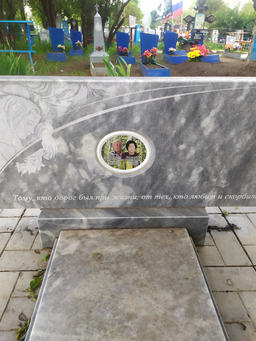 Тому, кто дорог был при жизни, от тех, кто любит и скорбит